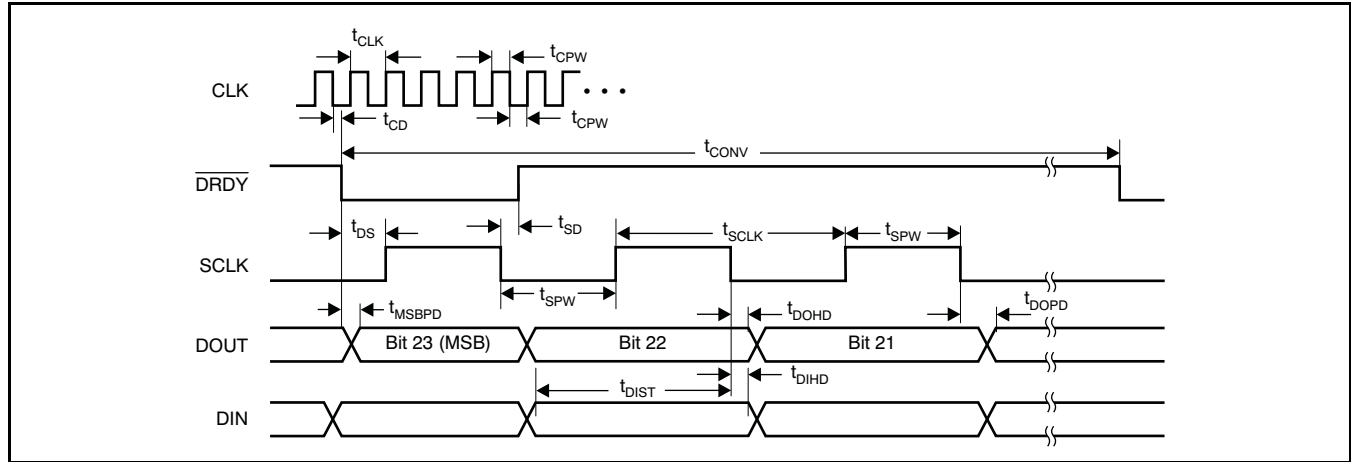 tCLK
tCPW
CLK
• • •
tCD
tCPW
tCONV
DRDY
tDS
tSD
tSCLK
tSPW
SCLK
tSPW
tMSBPD
tDOHD
tDOPD
DOUT
Bit 23 (MSB)
Bit 22
Bit 21
tDIST
tDIHD
DIN